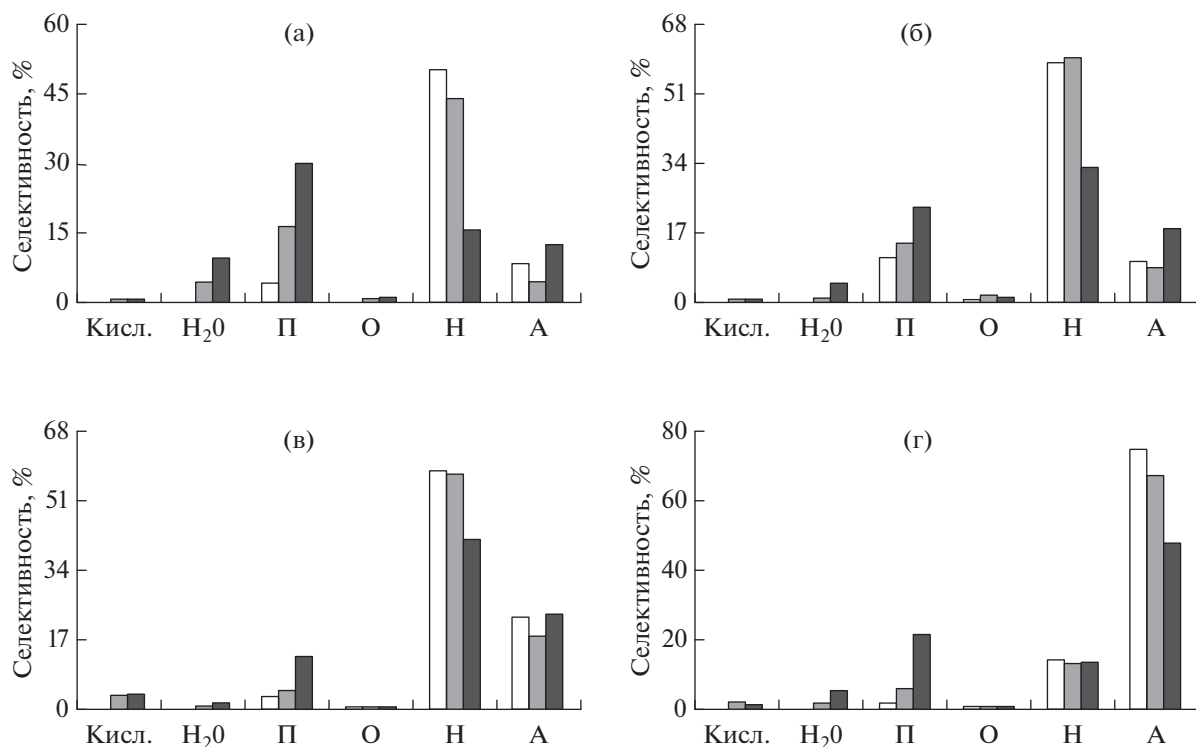 (а)
Селективность, %
60
45
30
15
0
Кисл. H₂0 П О Н А
(б)
Селективность, %
68
51
34
17
0
Кисл. H₂0 П О Н А
(в)
Селективность, %
68
51
34
17
0
Кисл. H₂0 П О Н А
(г)
Селективность, %
80
60
40
20
0
Кисл. H₂0 П О Н А